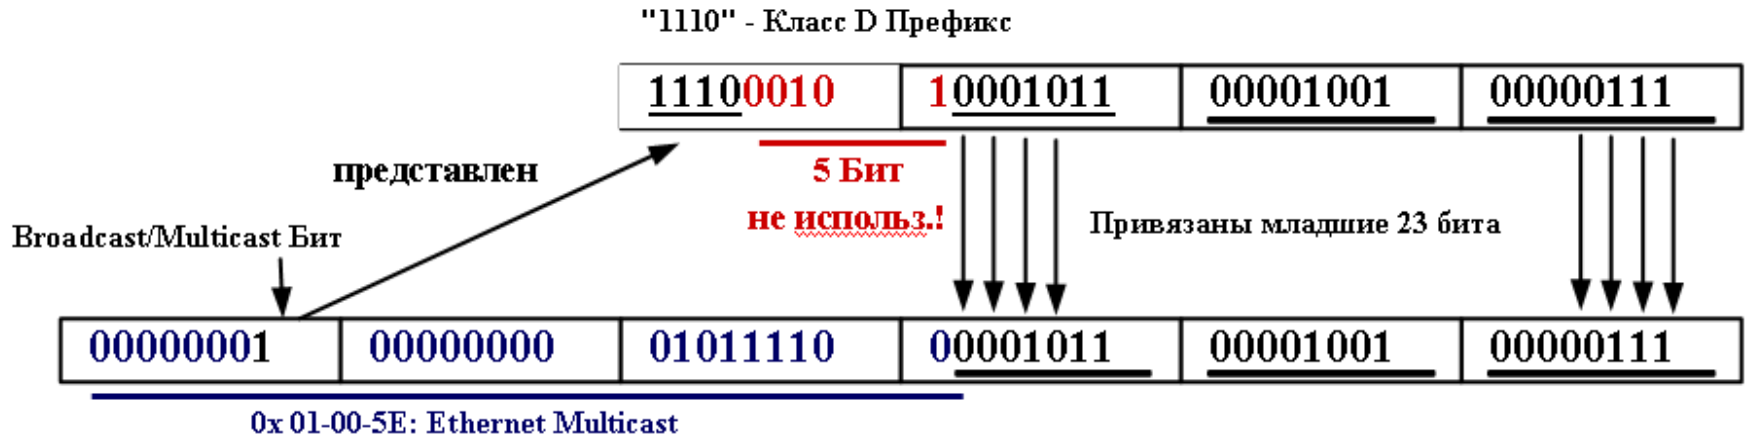 "1110" - Класс D Префикс
11100010 10001011 00001001 00000111
представлен
5 Бит
не использ.!
Привязаны младшие 23 бита
Broadcast/Multicast Бит
00000001 00000000 01011110 00001011 00001001 00000111
0x 01-00-5E: Ethernet Multicast